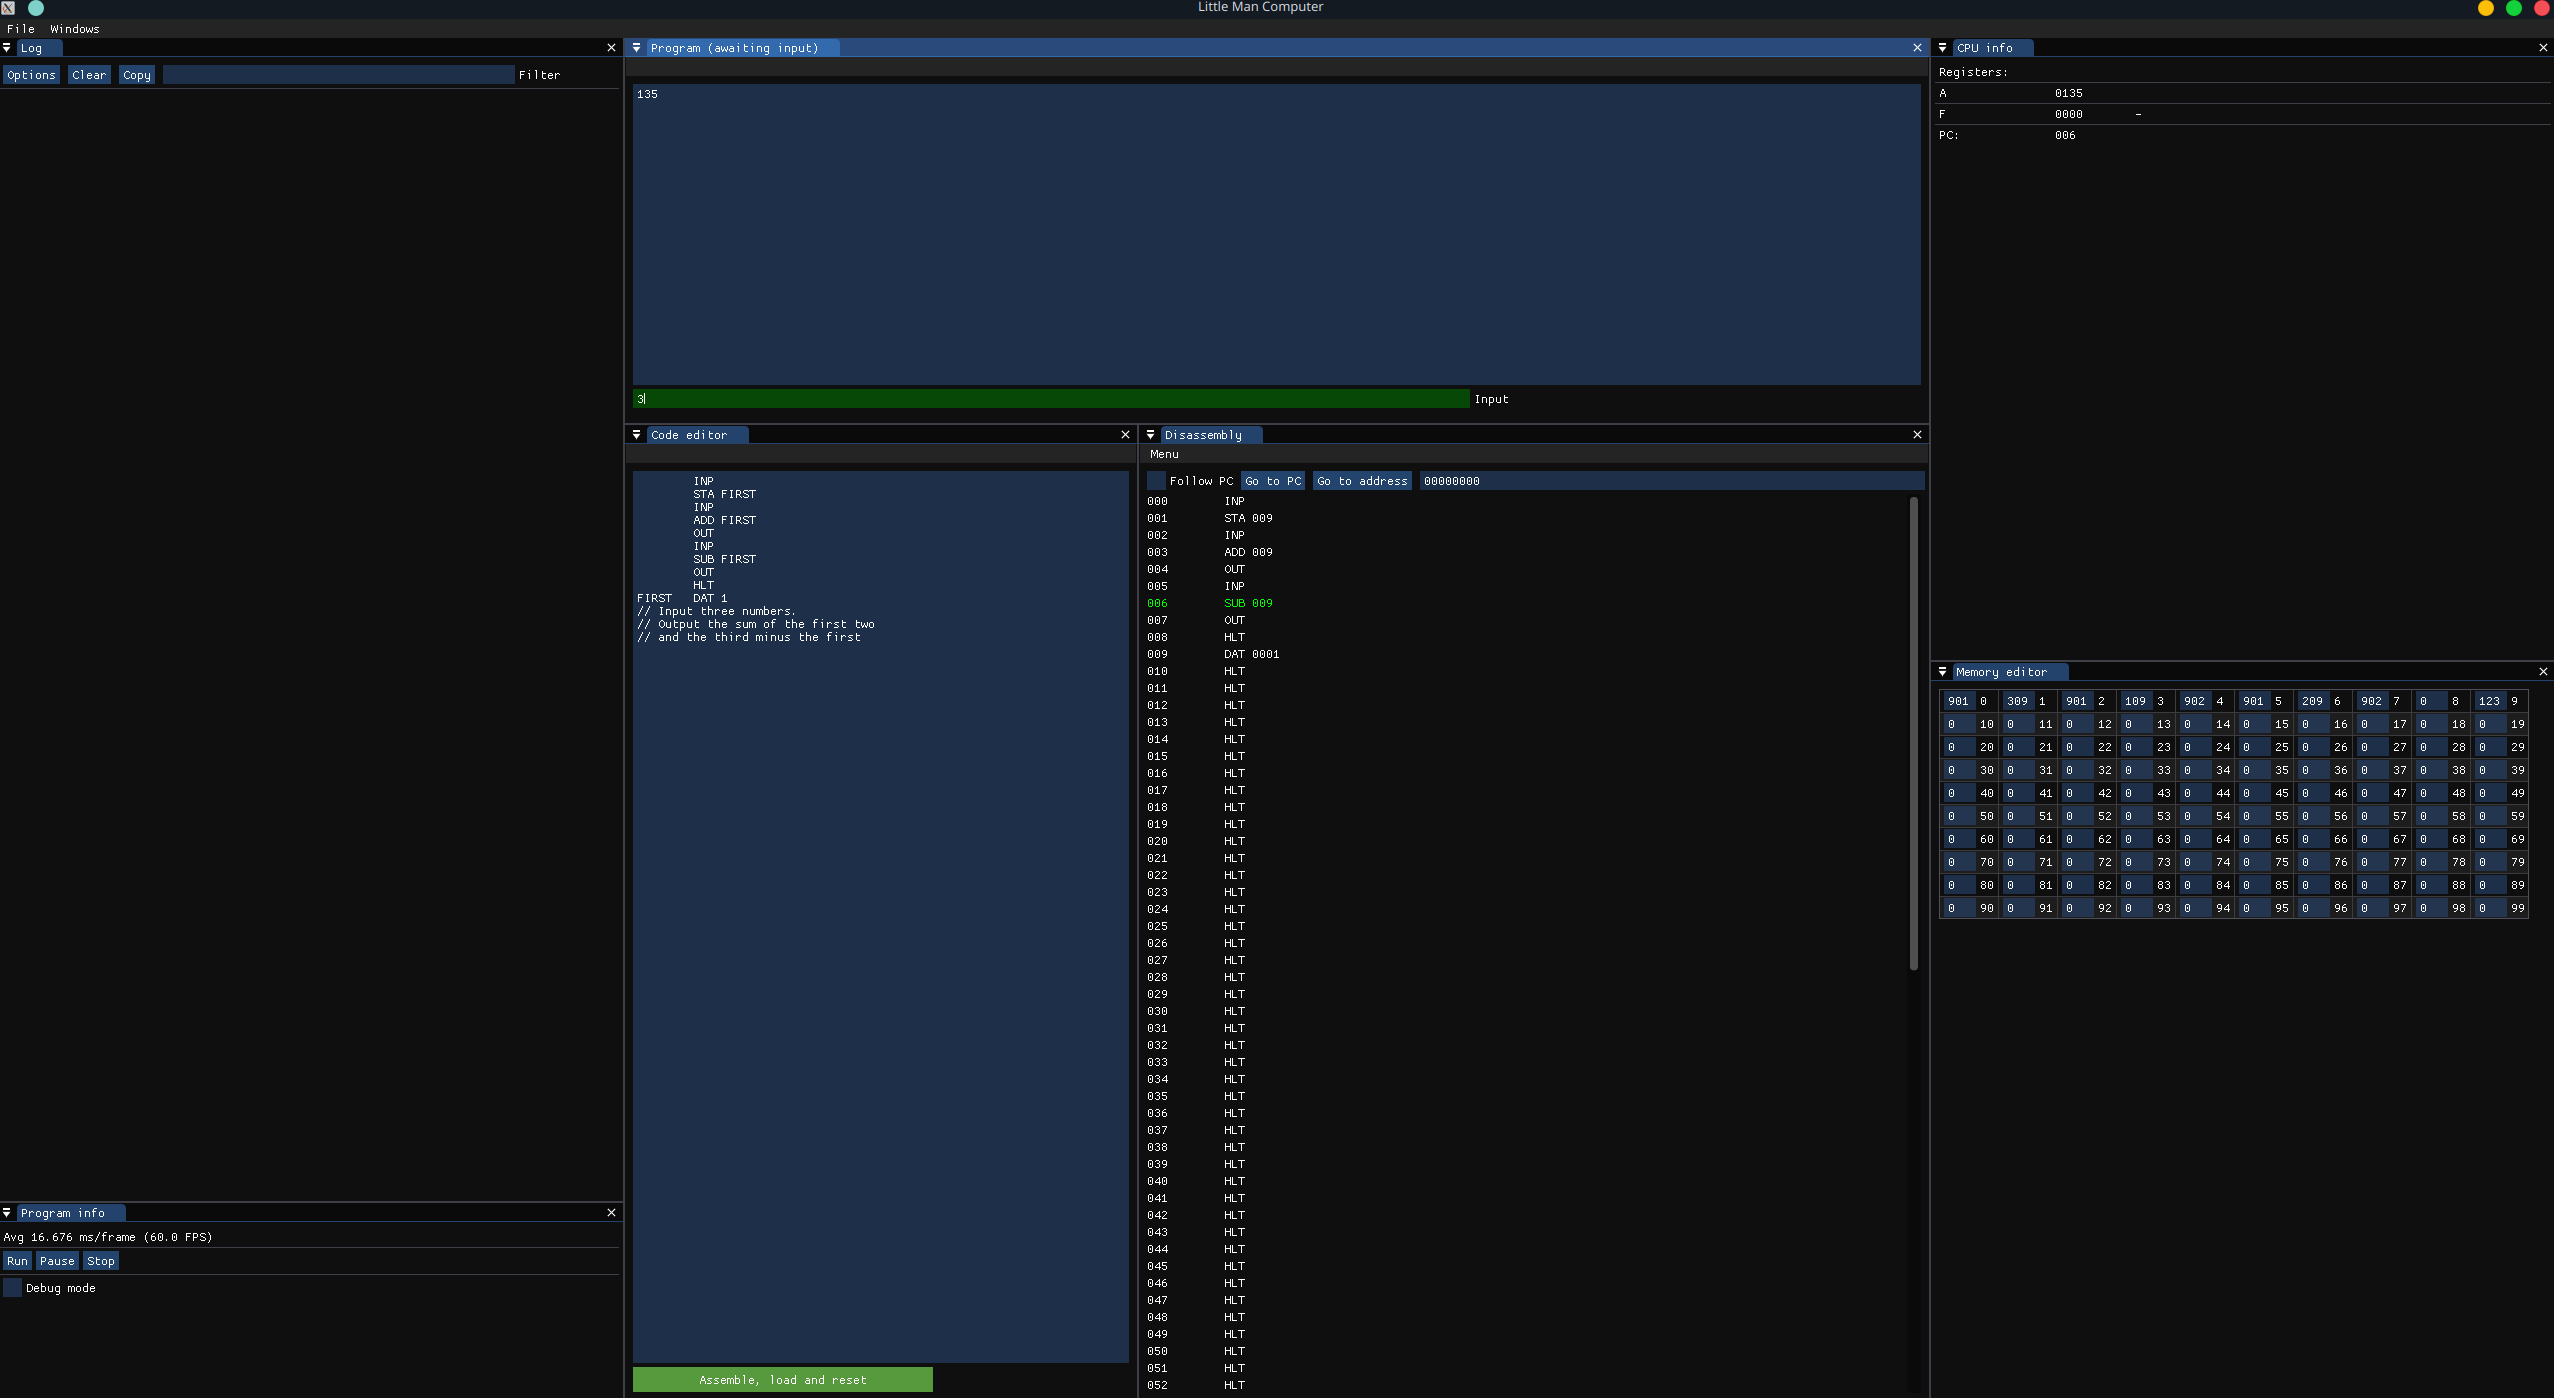 Little Man Computer
File Windows
Log
Options Clear Copy Filter
Program info
Avg 16.676 ms/frame (60.0 FPS)
Run Pause Stop
Debug mode
Program (awaiting input)
135
3 Input
Code editor
INP
STA FIRST
INP
ADD FIRST
OUT
INP
SUB FIRST
OUT
HLT
FIRST DAT 1
// Input three numbers.
// Output the sum of the first two
// and the third minus the first
Assemble, load and reset
Disassembly
Menu
Follow PC Go to PC Go to address 00000000
000 INP
001 STA 009
002 INP
003 ADD 009
004 OUT
005 INP
006 SUB 009
007 OUT
008 HLT
009 DAT 0001
010 HLT
011 HLT
012 HLT
013 HLT
014 HLT
015 HLT
016 HLT
017 HLT
018 HLT
019 HLT
020 HLT
021 HLT
022 HLT
023 HLT
024 HLT
025 HLT
026 HLT
027 HLT
028 HLT
029 HLT
030 HLT
031 HLT
032 HLT
033 HLT
034 HLT
035 HLT
036 HLT
037 HLT
038 HLT
039 HLT
040 HLT
041 HLT
042 HLT
043 HLT
044 HLT
045 HLT
046 HLT
047 HLT
048 HLT
049 HLT
050 HLT
051 HLT
052 HLT
CPU info
Registers:
A 0135
F 0000 -
PC: 006
Memory editor
901 0 309 1 901 2 109 3 902 4 901 5 209 6 902 7 0 8 123 9
0 10 0 11 0 12 0 13 0 14 0 15 0 16 0 17 0 18 0 19
0 20 0 21 0 22 0 23 0 24 0 25 0 26 0 27 0 28 0 29
0 30 0 31 0 32 0 33 0 34 0 35 0 36 0 37 0 38 0 39
0 40 0 41 0 42 0 43 0 44 0 45 0 46 0 47 0 48 0 49
0 50 0 51 0 52 0 53 0 54 0 55 0 56 0 57 0 58 0 59
0 60 0 61 0 62 0 63 0 64 0 65 0 66 0 67 0 68 0 69
0 70 0 71 0 72 0 73 0 74 0 75 0 76 0 77 0 78 0 79
0 80 0 81 0 82 0 83 0 84 0 85 0 86 0 87 0 88 0 89
0 90 0 91 0 92 0 93 0 94 0 95 0 96 0 97 0 98 0 99